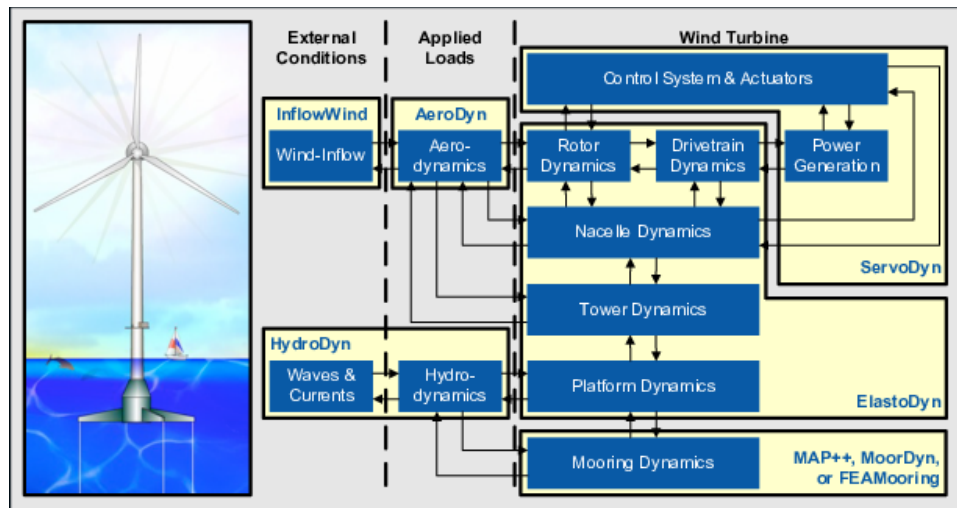 External
Conditions
Applied
Loads
Wind Turbine
Control System & Actuators
InflowWind
AeroDyn
Wind-Inflow
Aero-
dynamics
Rotor
Dynamics
Drivetrain
Dynamics
Power
Generation
Nacelle Dynamics
ServoDyn
Tower Dynamics
HydroDyn
Waves &
Currents
Hydro-
dynamics
Platform Dynamics
ElastoDyn
Mooring Dynamics
MAP++, MoorDyn,
or FEAMooring